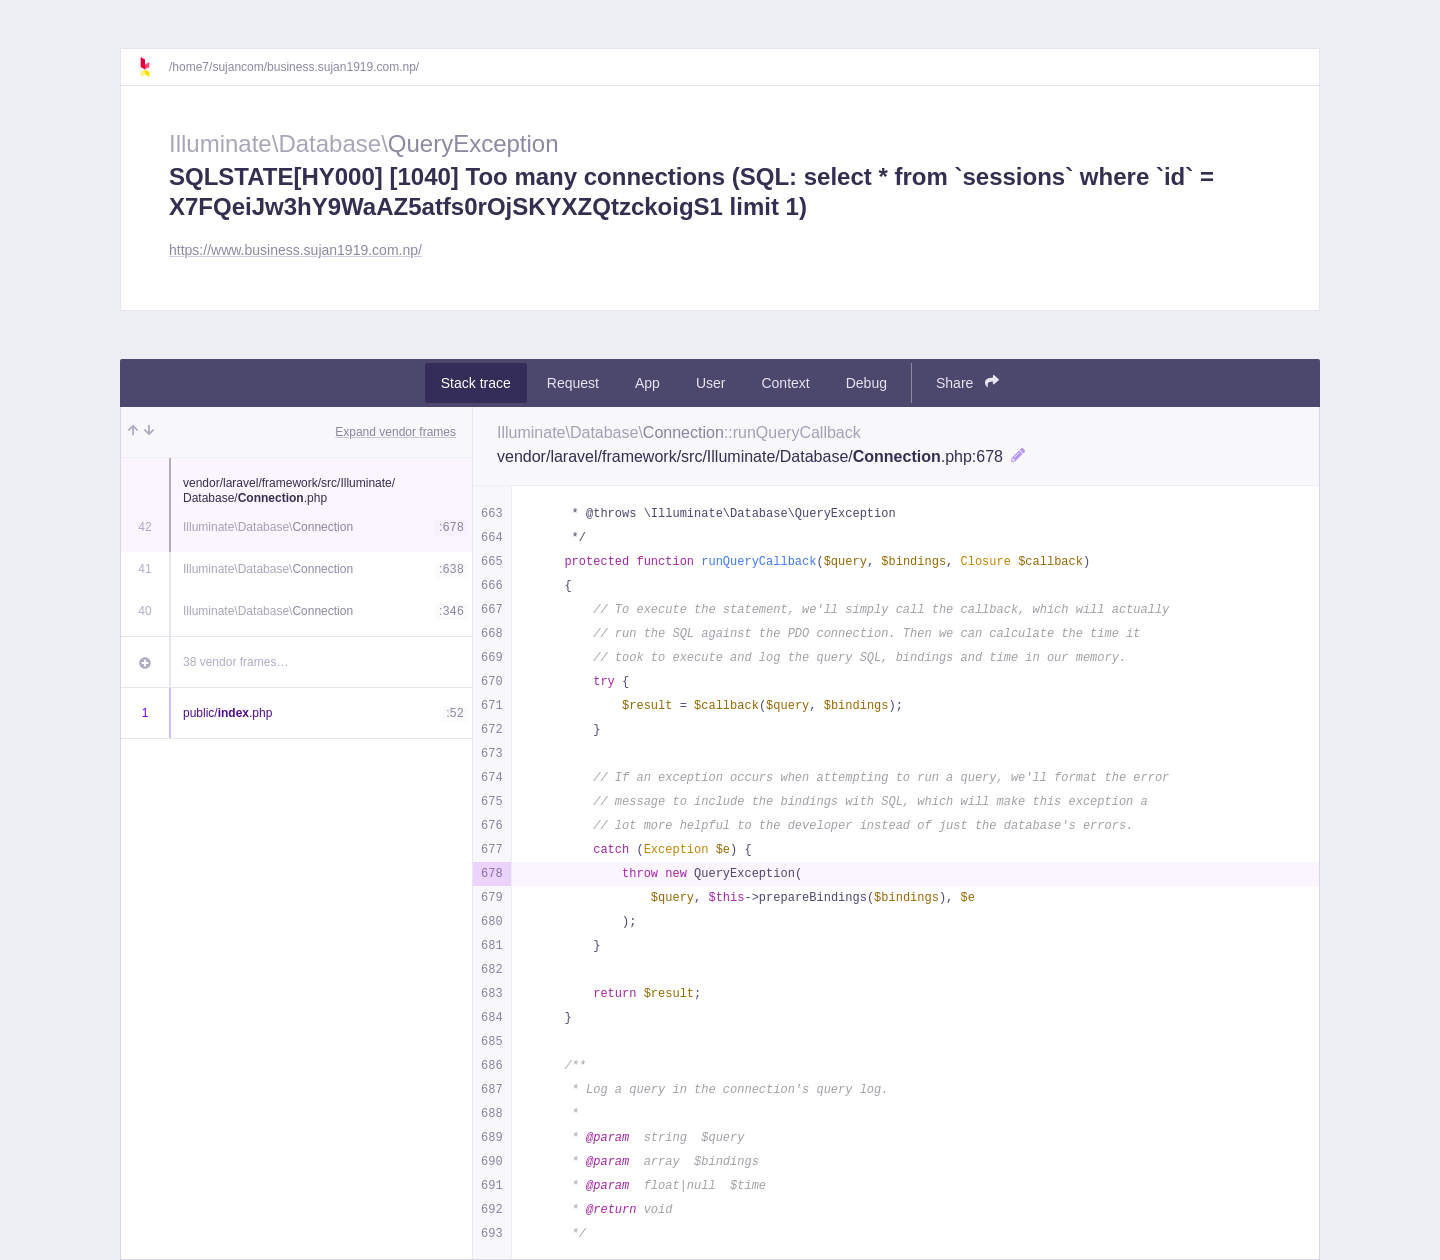 /home7/sujancom/business.sujan1919.com.np/
Illuminate\Database\QueryException
SQLSTATE[HY000] [1040] Too many connections (SQL: select * from `sessions` where `id` =
X7FQeiJw3hY9WaAZ5atfs0rOjSKYXZQtzckoigS1 limit 1)
https://www.business.sujan1919.com.np/
Stack trace Request App User Context Debug Share
Expand vendor frames
vendor/laravel/framework/src/Illuminate/
Database/Connection.php
42 Illuminate\Database\Connection :678
41 Illuminate\Database\Connection :638
40 Illuminate\Database\Connection :346
38 vendor frames…
1 public/index.php :52
Illuminate\Database\Connection::runQueryCallback
vendor/laravel/framework/src/Illuminate/Database/Connection.php:678
663      * @throws \Illuminate\Database\QueryException
664      */
665     protected function runQueryCallback($query, $bindings, Closure $callback)
666     {
667         // To execute the statement, we'll simply call the callback, which will actually
668         // run the SQL against the PDO connection. Then we can calculate the time it
669         // took to execute and log the query SQL, bindings and time in our memory.
670         try {
671             $result = $callback($query, $bindings);
672         }
673
674         // If an exception occurs when attempting to run a query, we'll format the error
675         // message to include the bindings with SQL, which will make this exception a
676         // lot more helpful to the developer instead of just the database's errors.
677         catch (Exception $e) {
678             throw new QueryException(
679                 $query, $this->prepareBindings($bindings), $e
680             );
681         }
682
683         return $result;
684     }
685
686     /**
687      * Log a query in the connection's query log.
688      *
689      * @param  string  $query
690      * @param  array  $bindings
691      * @param  float|null  $time
692      * @return void
693      */